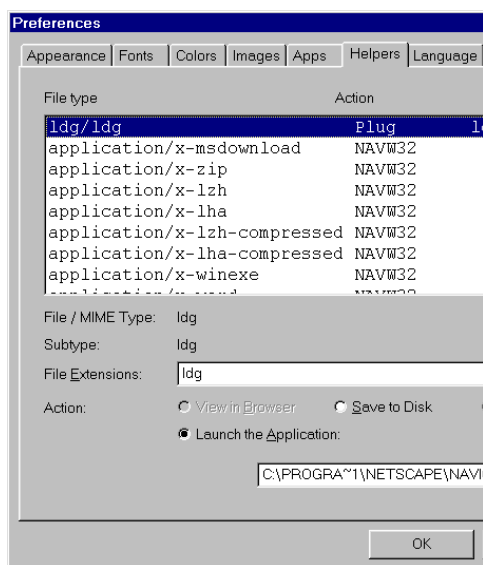 Preferences
Appearance Fonts Colors Images Apps Helpers Language
File type Action
ldg/ldg Plug
application/x-msdownload NAVW32
application/x-zip NAVW32
application/x-lzh NAVW32
application/x-lha NAVW32
application/x-lzh-compressed NAVW32
application/x-lha-compressed NAVW32
application/x-winexe NAVW32
File / MIME Type: ldg
Subtype: ldg
File Extensions: ldg
Action: View in Browser Save to Disk
Launch the Application:
C:\PROGRA~1\NETSCAPE\NAVI
OK